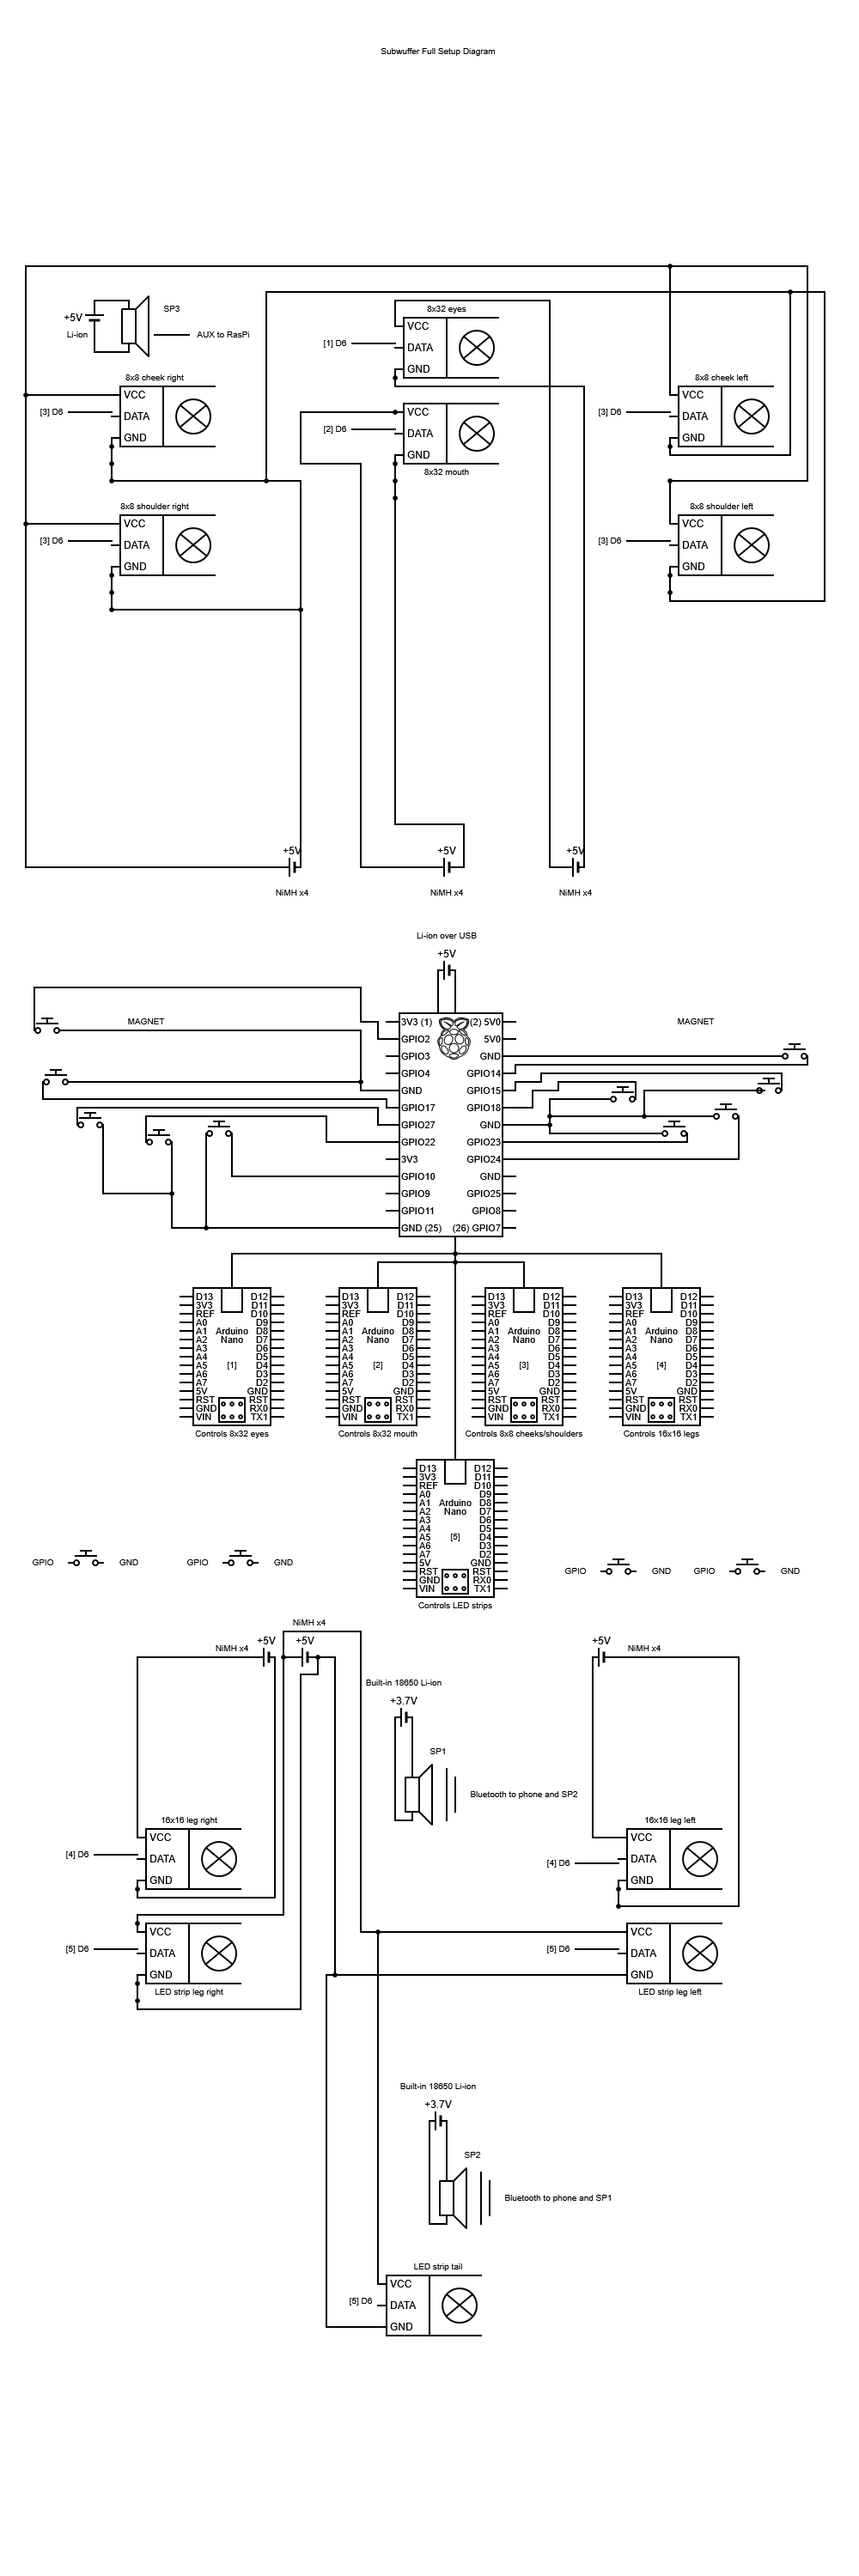 Subwuffer Full Setup Diagram
SP3
+5V
Li-ion
AUX to RasPi
8x32 eyes
VCC
[1] D6
DATA
GND
8x8 cheek right
VCC
[3] D6
DATA
GND
[2] D6
VCC
DATA
GND
8x32 mouth
8x8 cheek left
VCC
[3] D6
DATA
GND
8x8 shoulder right
VCC
[3] D6
DATA
GND
8x8 shoulder left
VCC
[3] D6
DATA
GND
+5V
+5V
+5V
NiMH x4
NiMH x4
NiMH x4
Li-ion over USB
+5V
MAGNET
MAGNET
3V3 (1)
(2) 5V0
GPIO2
5V0
GPIO3
GND
GPIO4
GPIO14
GND
GPIO15
GPIO17
GPIO18
GPIO27
GND
GPIO22
GPIO23
3V3
GPIO24
GPIO10
GND
GPIO9
GPIO25
GPIO11
GPIO8
GND (25)
(26) GPIO7
D13
3V3
REF
A0
A1
A2
A3
A4
A5
A6
A7
5V
RST
GND
VIN
Arduino
Nano
[1]
D12
D11
D10
D9
D8
D7
D6
D5
D4
D3
D2
GND
RST
RX0
TX1
Controls 8x32 eyes
D13
3V3
REF
A0
A1
A2
A3
A4
A5
A6
A7
5V
RST
GND
VIN
Arduino
Nano
[2]
D12
D11
D10
D9
D8
D7
D6
D5
D4
D3
D2
GND
RST
RX0
TX1
Controls 8x32 mouth
D13
3V3
REF
A0
A1
A2
A3
A4
A5
A6
A7
5V
RST
GND
VIN
Arduino
Nano
[3]
D12
D11
D10
D9
D8
D7
D6
D5
D4
D3
D2
GND
RST
RX0
TX1
Controls 8x8 cheeks/shoulders
D13
3V3
REF
A0
A1
A2
A3
A4
A5
A6
A7
5V
RST
GND
VIN
Arduino
Nano
[4]
D12
D11
D10
D9
D8
D7
D6
D5
D4
D3
D2
GND
RST
RX0
TX1
Controls 16x16 legs
D13
3V3
REF
A0
A1
A2
A3
A4
A5
A6
A7
5V
RST
GND
VIN
Arduino
Nano
[5]
D12
D11
D10
D9
D8
D7
D6
D5
D4
D3
D2
GND
RST
RX0
TX1
Controls LED strips
GPIO
GND
GPIO
GND
GPIO
GND
GPIO
GND
NiMH x4
+5V
+5V
NiMH x4
+5V
NiMH x4
Built-in 18650 Li-ion
+3.7V
SP1
Bluetooth to phone and SP2
16x16 leg right
VCC
[4] D6
DATA
GND
16x16 leg left
VCC
[4] D6
DATA
GND
VCC
[5] D6
DATA
GND
LED strip leg right
VCC
[5] D6
DATA
GND
LED strip leg left
Built-in 18650 Li-ion
+3.7V
SP2
Bluetooth to phone and SP1
LED strip tail
VCC
[5] D6
DATA
GND